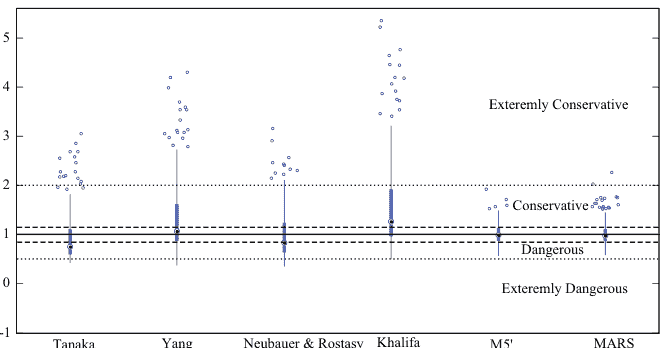 5
4
Exteremly Conservative
3
2
Conservative
1
Dangerous
0
Exteremly Dangerous
-1
Tanaka Yang Neubauer & Rostasy Khalifa M5' MARS